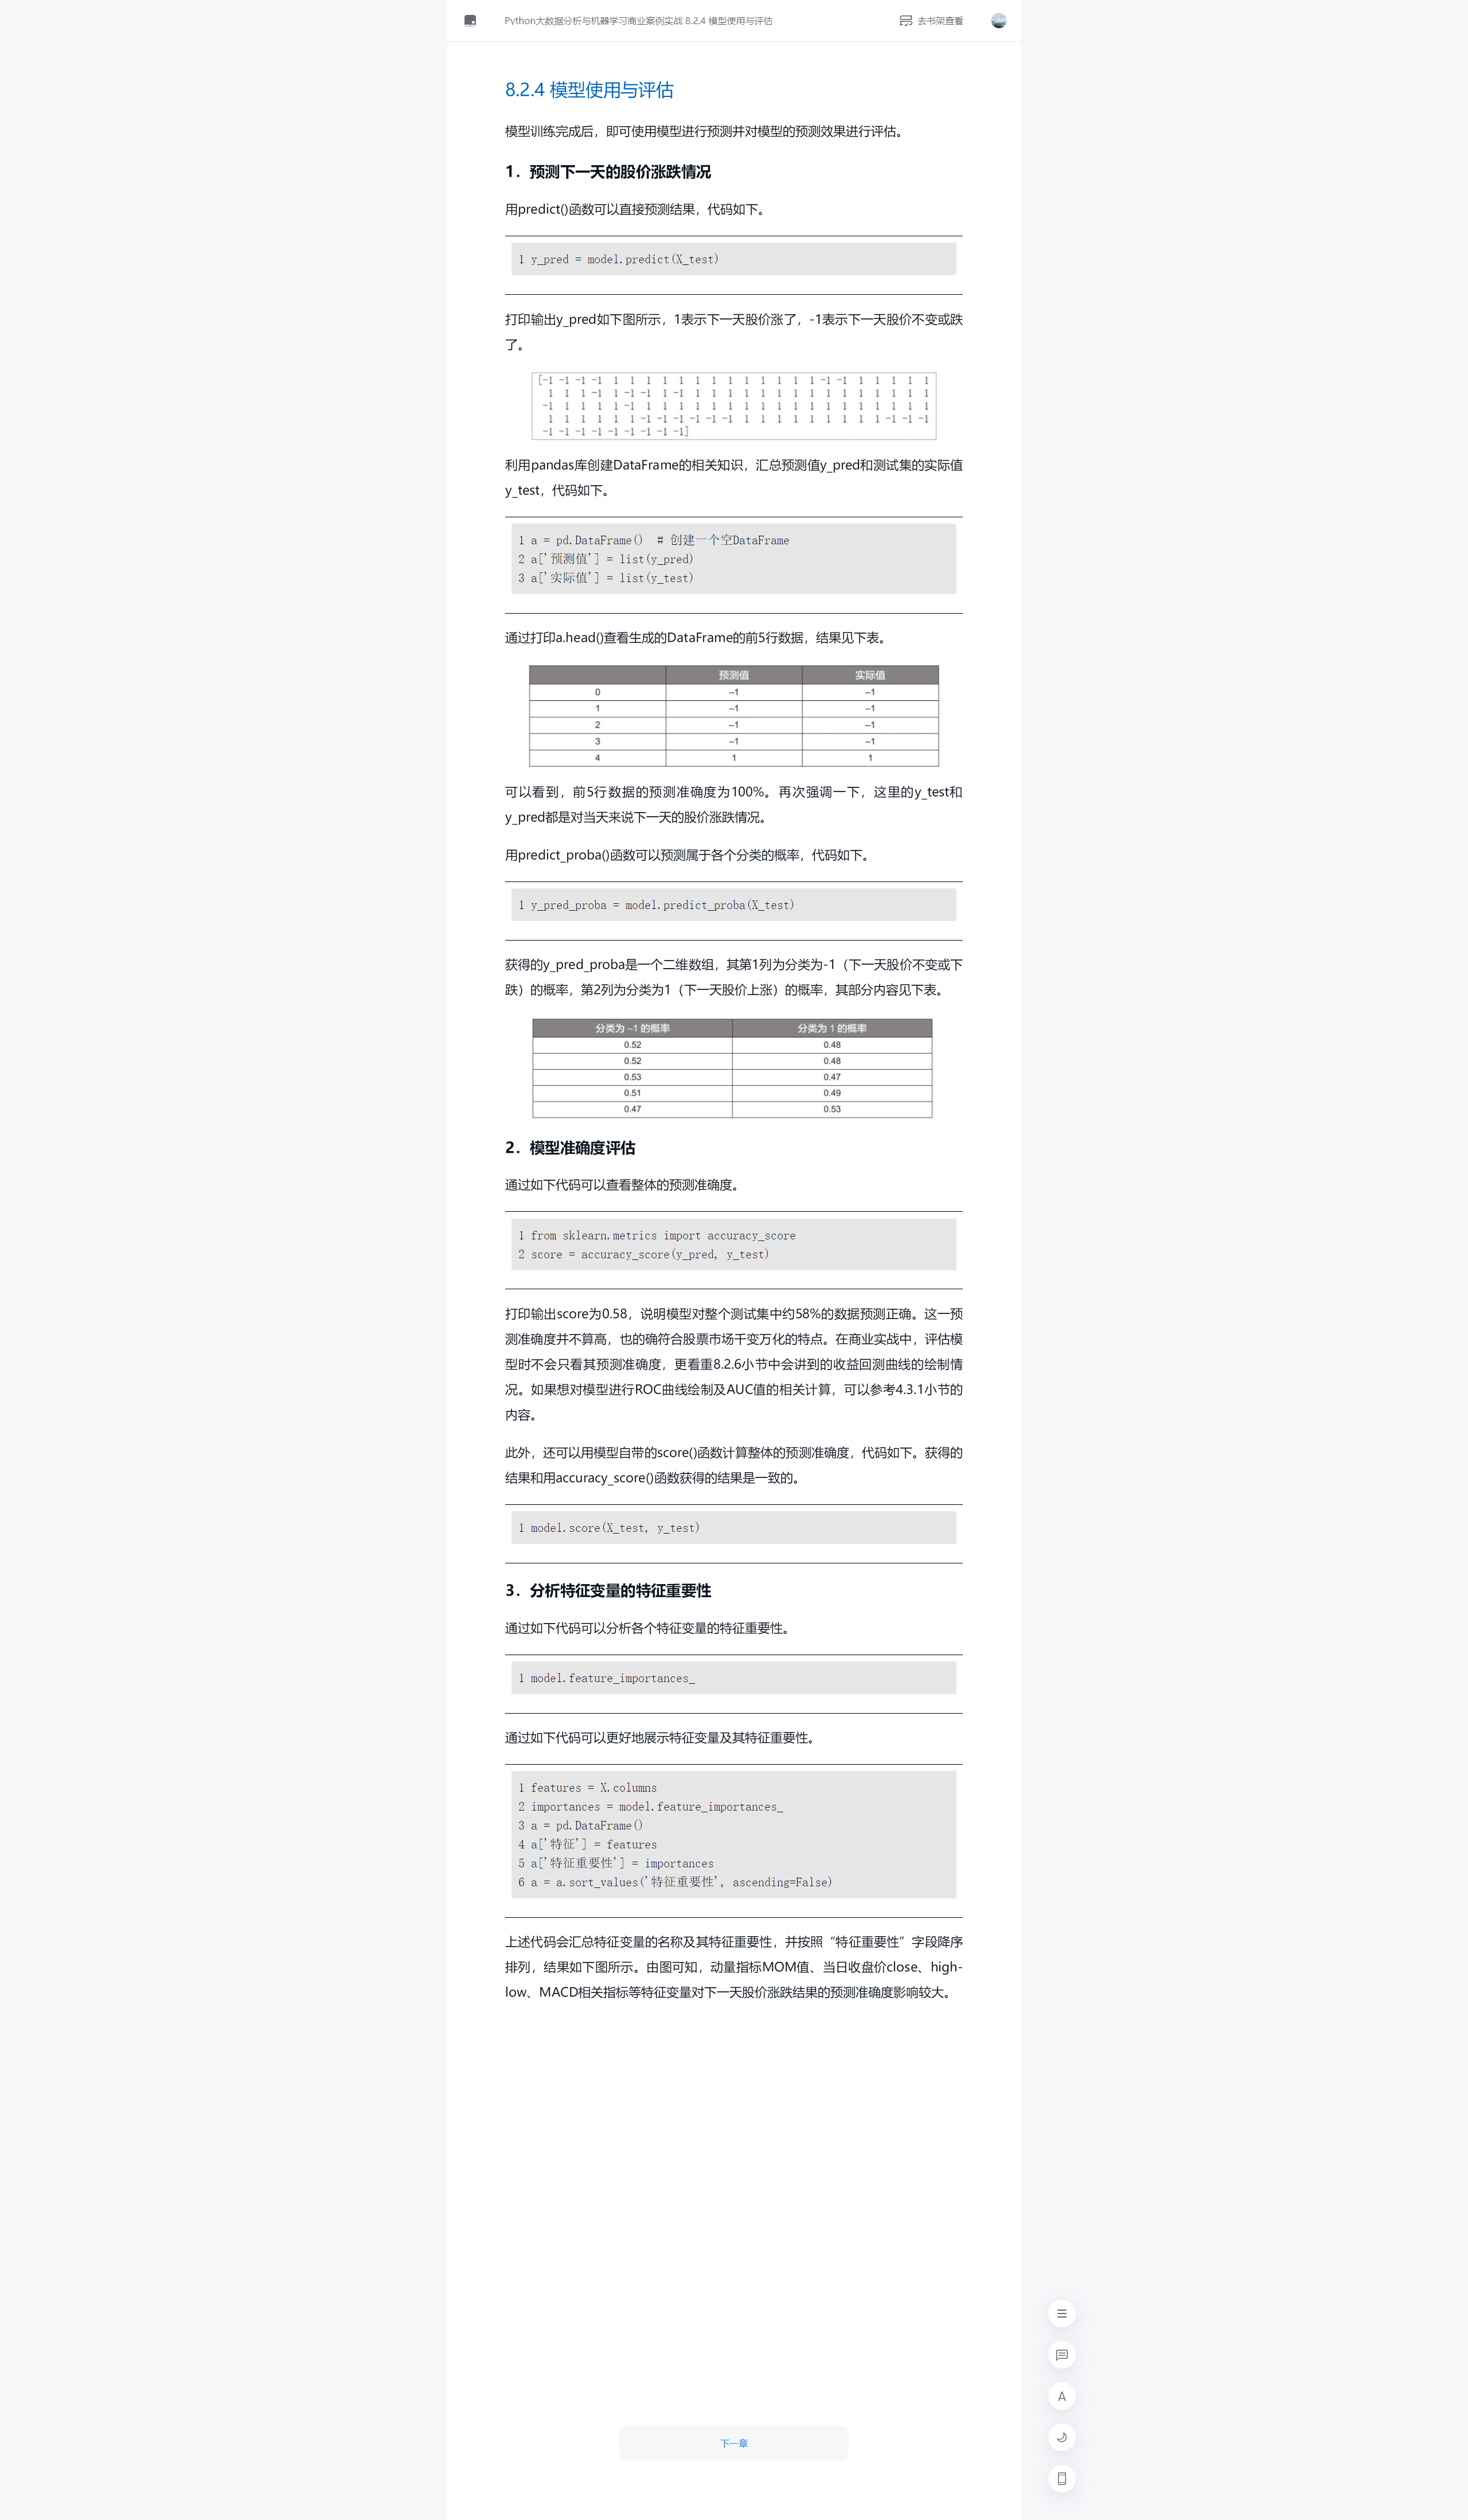 Python大数据分析与机器学习商业案例实战 8.2.4 模型使用与评估
去书架查看
8.2.4 模型使用与评估
模型训练完成后，即可使用模型进行预测并对模型的预测效果进行评估。
1．预测下一天的股价涨跌情况
用predict()函数可以直接预测结果，代码如下。
1 y_pred = model.predict(X_test)
打印输出y_pred如下图所示，1表示下一天股价涨了，-1表示下一天股价不变或跌
了。
[-1 -1 -1 -1 1 1 1 1 1 1 1 1 1 1 1 1 1 -1 -1 1 1 1 1 1
1 1 1 -1 1 -1 -1 1 -1 1 1 1 1 1 1 1 1 1 1 1 1 1 1 1
-1 1 1 1 1 -1 1 1 1 1 1 1 1 1 1 1 1 1 1 1 1 1 1 1
1 1 1 1 1 1 -1 -1 -1 -1 -1 -1 1 1 1 1 1 1 1 1 1 -1 -1 -1
-1 -1 -1 -1 -1 -1 -1 -1 -1]
利用pandas库创建DataFrame的相关知识，汇总预测值y_pred和测试集的实际值
y_test，代码如下。
1 a = pd.DataFrame()  # 创建一个空DataFrame
2 a['预测值'] = list(y_pred)
3 a['实际值'] = list(y_test)
通过打印a.head()查看生成的DataFrame的前5行数据，结果见下表。
预测值 实际值
0 –1 –1
1 –1 –1
2 –1 –1
3 –1 –1
4 1 1
可以看到，前5行数据的预测准确度为100%。再次强调一下，这里的y_test和
y_pred都是对当天来说下一天的股价涨跌情况。
用predict_proba()函数可以预测属于各个分类的概率，代码如下。
1 y_pred_proba = model.predict_proba(X_test)
获得的y_pred_proba是一个二维数组，其第1列为分类为-1（下一天股价不变或下
跌）的概率，第2列为分类为1（下一天股价上涨）的概率，其部分内容见下表。
分类为 –1 的概率 分类为 1 的概率
0.52 0.48
0.52 0.48
0.53 0.47
0.51 0.49
0.47 0.53
2．模型准确度评估
通过如下代码可以查看整体的预测准确度。
1 from sklearn.metrics import accuracy_score
2 score = accuracy_score(y_pred, y_test)
打印输出score为0.58，说明模型对整个测试集中约58%的数据预测正确。这一预
测准确度并不算高，也的确符合股票市场千变万化的特点。在商业实战中，评估模
型时不会只看其预测准确度，更看重8.2.6小节中会讲到的收益回测曲线的绘制情
况。如果想对模型进行ROC曲线绘制及AUC值的相关计算，可以参考4.3.1小节的
内容。
此外，还可以用模型自带的score()函数计算整体的预测准确度，代码如下。获得的
结果和用accuracy_score()函数获得的结果是一致的。
1 model.score(X_test, y_test)
3．分析特征变量的特征重要性
通过如下代码可以分析各个特征变量的特征重要性。
1 model.feature_importances_
通过如下代码可以更好地展示特征变量及其特征重要性。
1 features = X.columns
2 importances = model.feature_importances_
3 a = pd.DataFrame()
4 a['特征'] = features
5 a['特征重要性'] = importances
6 a = a.sort_values('特征重要性', ascending=False)
上述代码会汇总特征变量的名称及其特征重要性，并按照“特征重要性”字段降序
排列，结果如下图所示。由图可知，动量指标MOM值、当日收盘价close、high-
low、MACD相关指标等特征变量对下一天股价涨跌结果的预测准确度影响较大。
A
下一章